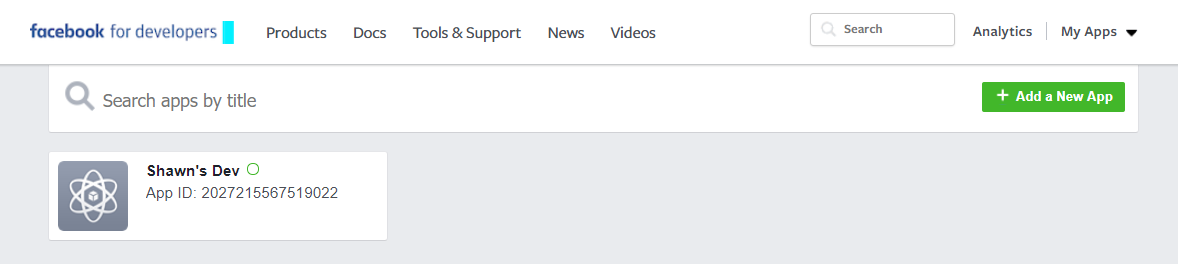 facebook for developers Products Docs Tools & Support News Videos Search Analytics My Apps
Search apps by title + Add a New App
Shawn's Dev
App ID: 2027215567519022